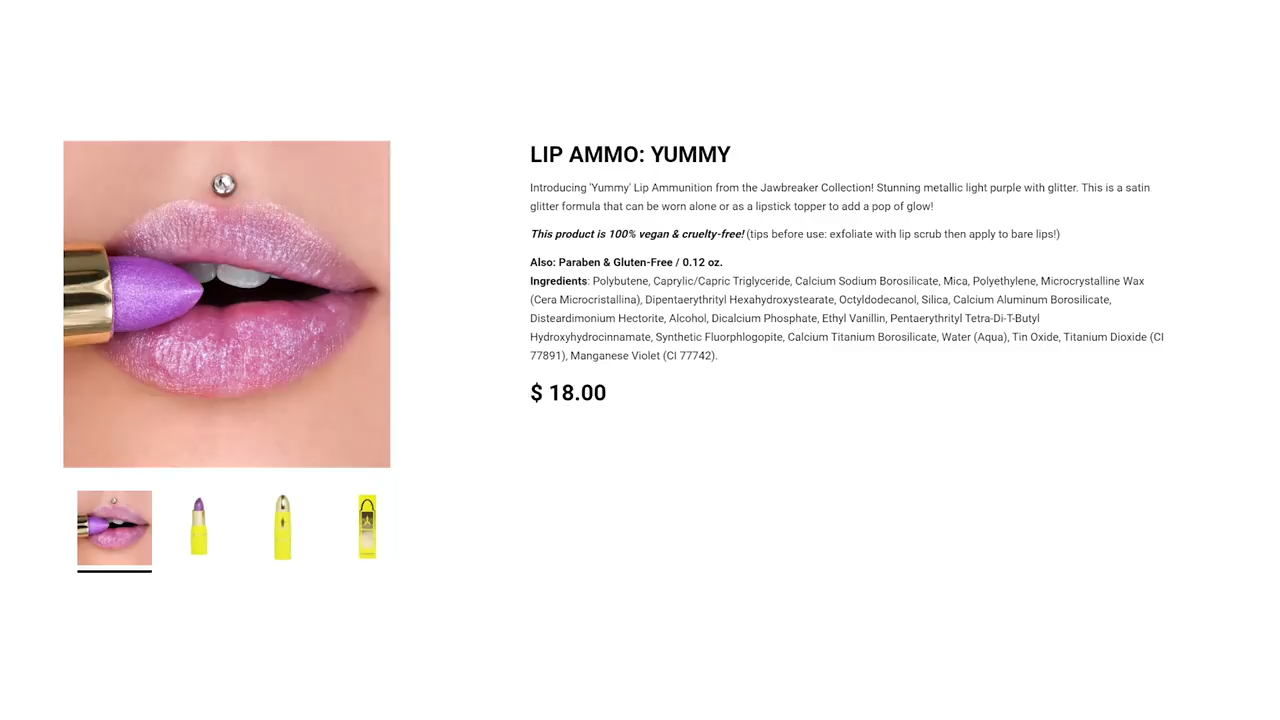 LIP AMMO: YUMMY
Introducing 'Yummy' Lip Ammunition from the Jawbreaker Collection! Stunning metallic light purple with glitter. This is a satin
glitter formula that can be worn alone or as a lipstick topper to add a pop of glow!
This product is 100% vegan & cruelty-free! (tips before use: exfoliate with lip scrub then apply to bare lips!)
Also: Paraben & Gluten-Free / 0.12 oz.
Ingredients: Polybutene, Caprylic/Capric Triglyceride, Calcium Sodium Borosilicate, Mica, Polyethylene, Microcrystalline Wax
(Cera Microcristallina), Dipentaerythrityl Hexahydroxystearate, Octyldodecanol, Silica, Calcium Aluminum Borosilicate,
Disteardimonium Hectorite, Alcohol, Dicalcium Phosphate, Ethyl Vanillin, Pentaerythrityl Tetra-Di-T-Butyl
Hydroxyhydrocinnamate, Synthetic Fluorphlogopite, Calcium Titanium Borosilicate, Water (Aqua), Tin Oxide, Titanium Dioxide (CI
77891), Manganese Violet (CI 77742).
$ 18.00